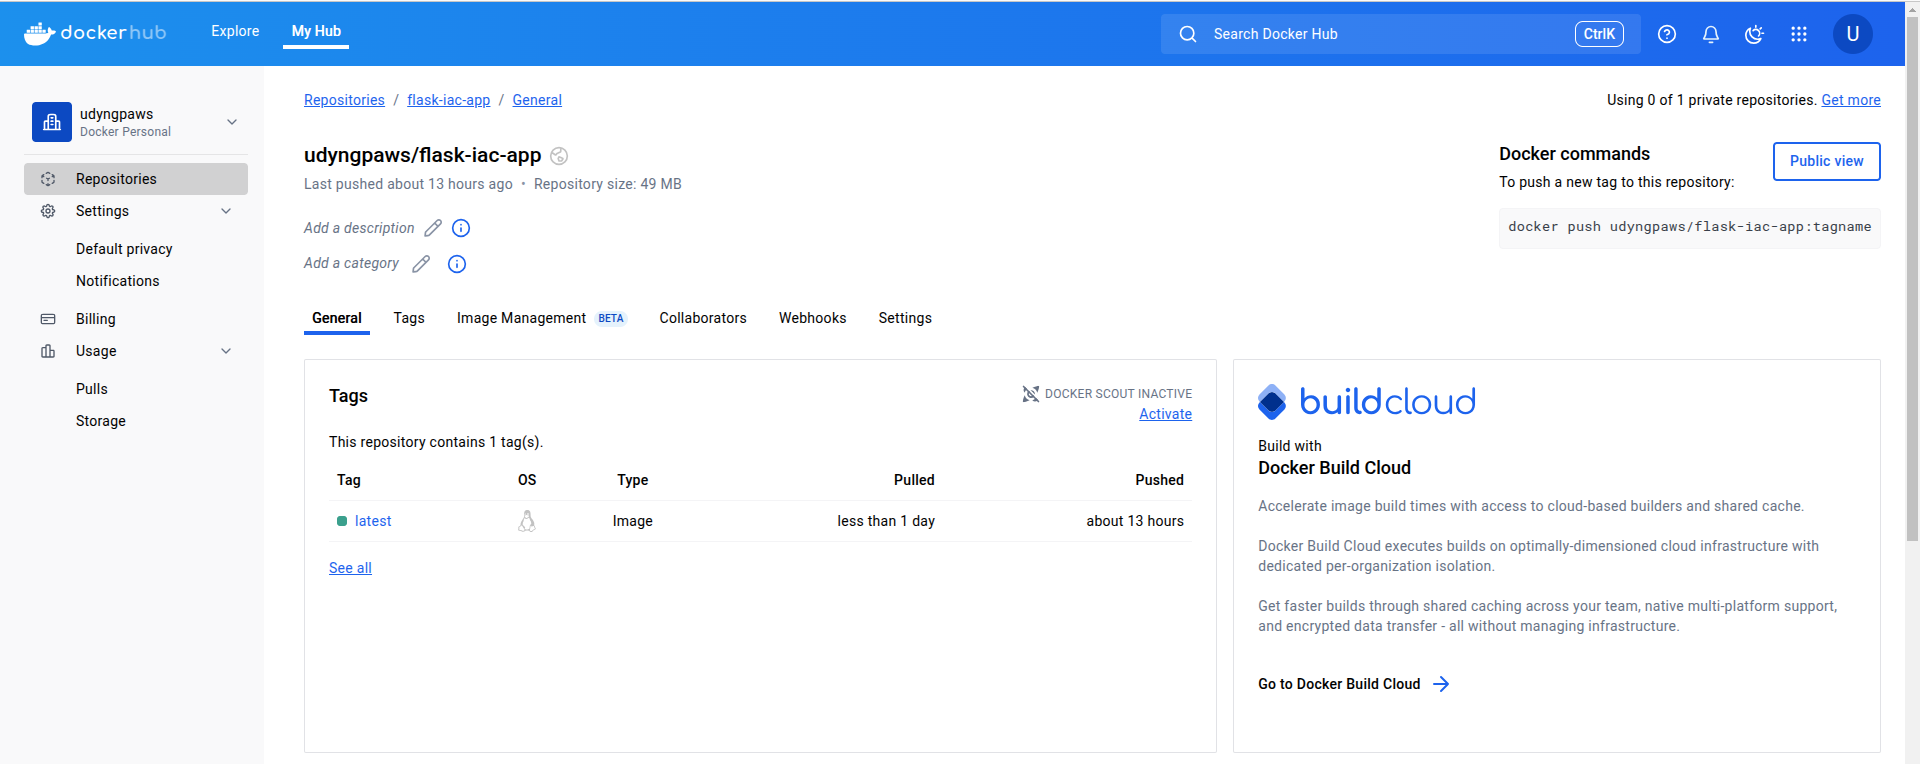 dockerhub
Explore
My Hub
Search Docker Hub
CtrlK
U
udyngpaws
Docker Personal
Repositories
Settings
Default privacy
Notifications
Billing
Usage
Pulls
Storage
Repositories / flask-iac-app / General
Using 0 of 1 private repositories. Get more
udyngpaws/flask-iac-app
Last pushed about 13 hours ago • Repository size: 49 MB
Add a description
Add a category
Docker commands
Public view
To push a new tag to this repository:
docker push udyngpaws/flask-iac-app:tagname
General Tags Image Management BETA Collaborators Webhooks Settings
Tags
DOCKER SCOUT INACTIVE
Activate
This repository contains 1 tag(s).
Tag OS Type Pulled Pushed
latest Image less than 1 day about 13 hours
See all
buildcloud
Build with
Docker Build Cloud
Accelerate image build times with access to cloud-based builders and shared cache.
Docker Build Cloud executes builds on optimally-dimensioned cloud infrastructure with
dedicated per-organization isolation.
Get faster builds through shared caching across your team, native multi-platform support,
and encrypted data transfer - all without managing infrastructure.
Go to Docker Build Cloud